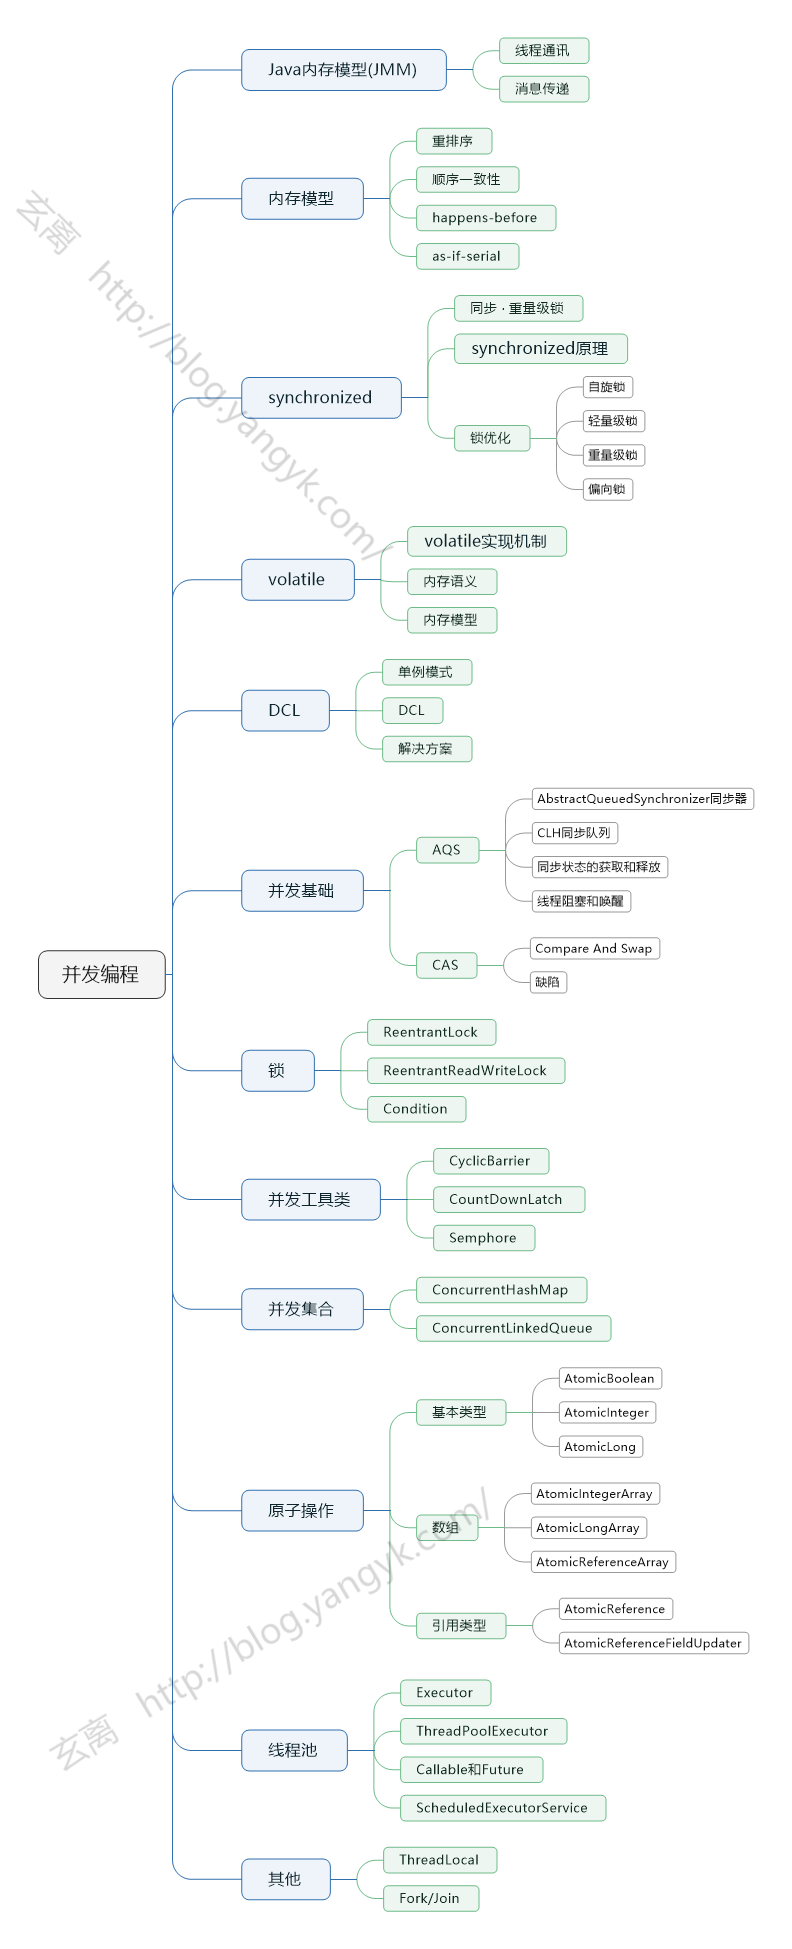 并发编程
Java内存模型(JMM)
线程通讯
消息传递
内存模型
重排序
顺序一致性
happens-before
as-if-serial
synchronized
同步 · 重量级锁
synchronized原理
锁优化
自旋锁
轻量级锁
重量级锁
偏向锁
volatile
volatile实现机制
内存语义
内存模型
DCL
单例模式
DCL
解决方案
并发基础
AQS
AbstractQueuedSynchronizer同步器
CLH同步队列
同步状态的获取和释放
线程阻塞和唤醒
CAS
Compare And Swap
缺陷
锁
ReentrantLock
ReentrantReadWriteLock
Condition
并发工具类
CyclicBarrier
CountDownLatch
Semphore
并发集合
ConcurrentHashMap
ConcurrentLinkedQueue
原子操作
基本类型
AtomicBoolean
AtomicInteger
AtomicLong
数组
AtomicIntegerArray
AtomicLongArray
AtomicReferenceArray
引用类型
AtomicReference
AtomicReferenceFieldUpdater
线程池
Executor
ThreadPoolExecutor
Callable和Future
ScheduledExecutorService
其他
ThreadLocal
Fork/Join
玄离 http://blog.yangyk.com/
玄离 http://blog.yangyk.com/